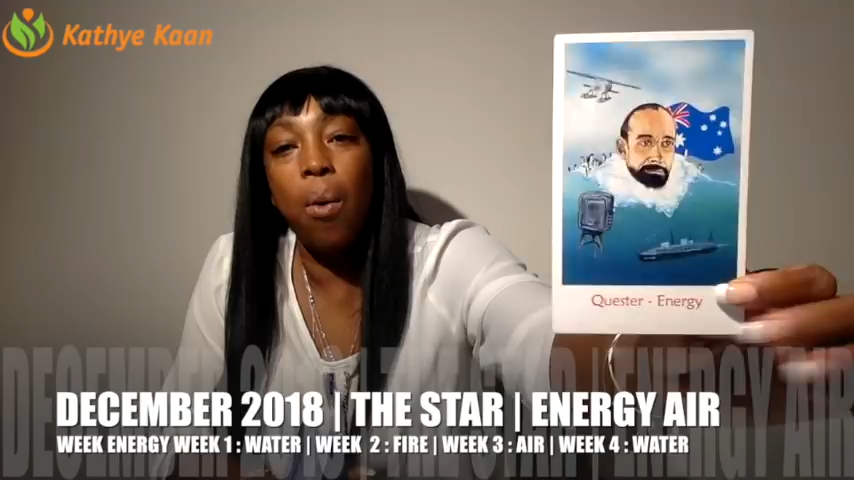 Kathye Kaan
Quester - Energy
DECEMBER 2018 | THE STAR | ENERGY AIR
WEEK ENERGY WEEK 1 : WATER | WEEK 2 : FIRE | WEEK 3 : AIR | WEEK 4 : WATER